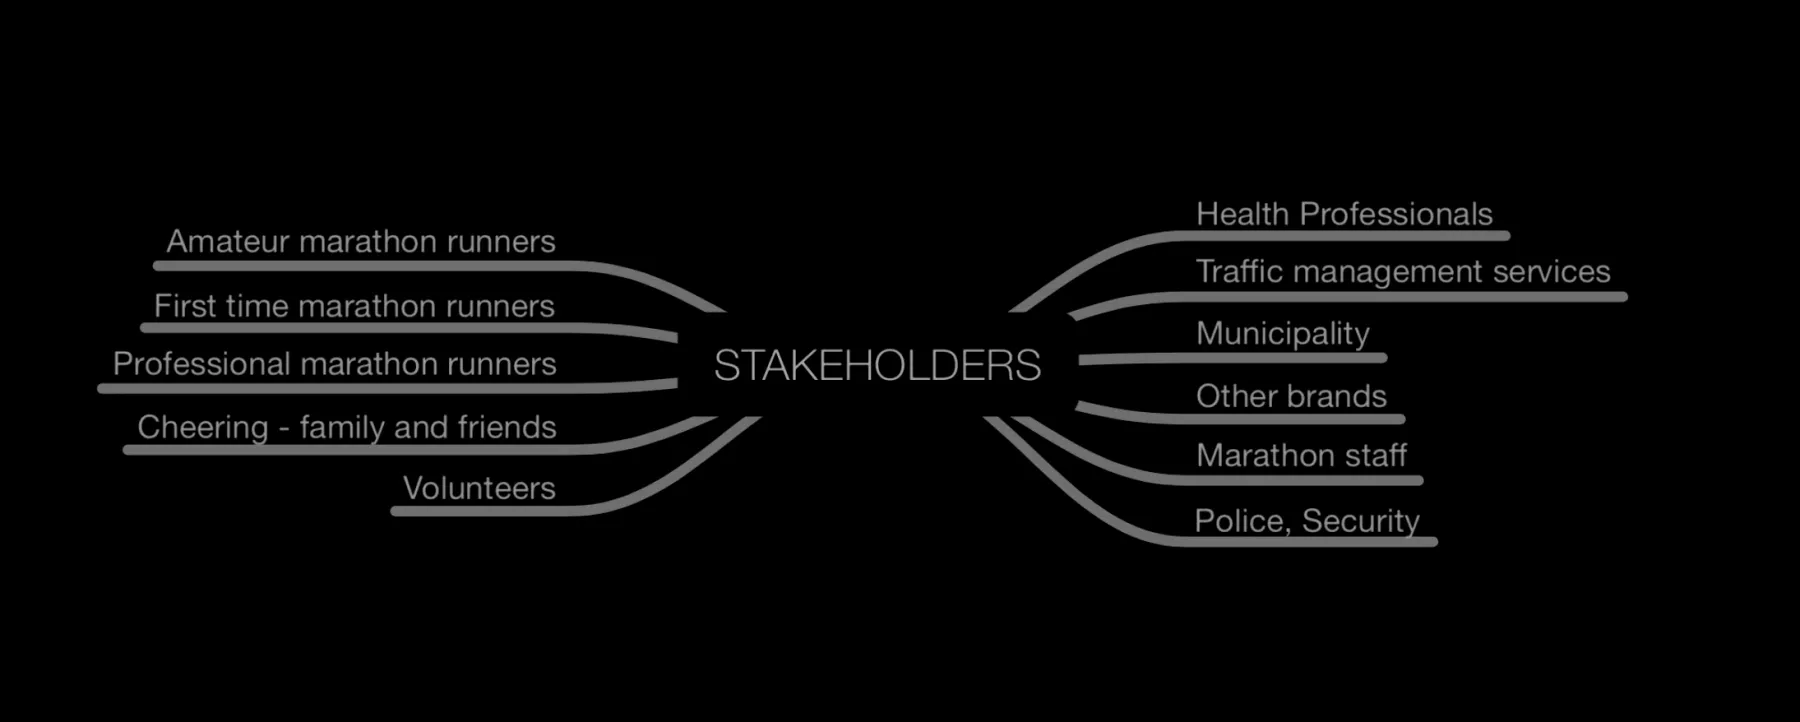 Amateur marathon runners
First time marathon runners
Professional marathon runners
Cheering - family and friends
Volunteers
STAKEHOLDERS
Health Professionals
Traffic management services
Municipality
Other brands
Marathon staff
Police, Security